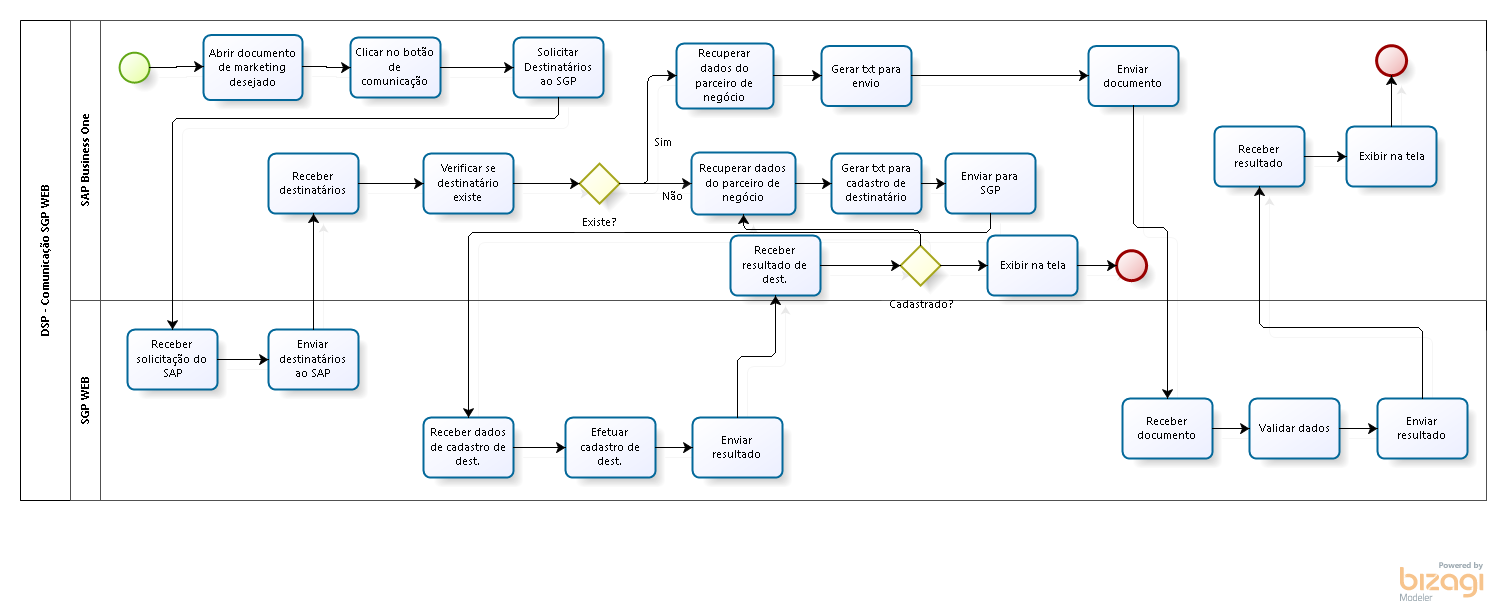 DSP - Comunicação SGP WEB
SAP Business One
Abrir documento
de marketing
desejado
Clicar no botão
de
comunicação
Solicitar
Destinatários
ao SGP
Recuperar
dados do
parceiro de
negócio
Gerar txt para
envio
Enviar
documento
Sim
Receber
destinatários
Verificar se
destinatário
existe
Existe?
Não
Recuperar dados
do parceiro de
negócio
Gerar txt para
cadastro de
destinatário
Enviar para
SGP
Receber
resultado
Exibir na tela
Receber
resultado de
dest.
Cadastrado?
Exibir na tela
SGP WEB
Receber
solicitação do
SAP
Enviar
destinatários
ao SAP
Receber dados
de cadastro de
dest.
Efetuar
cadastro de
dest.
Enviar
resultado
Receber
documento
Validar dados
Enviar
resultado
Powered by
bizagi
Modeler